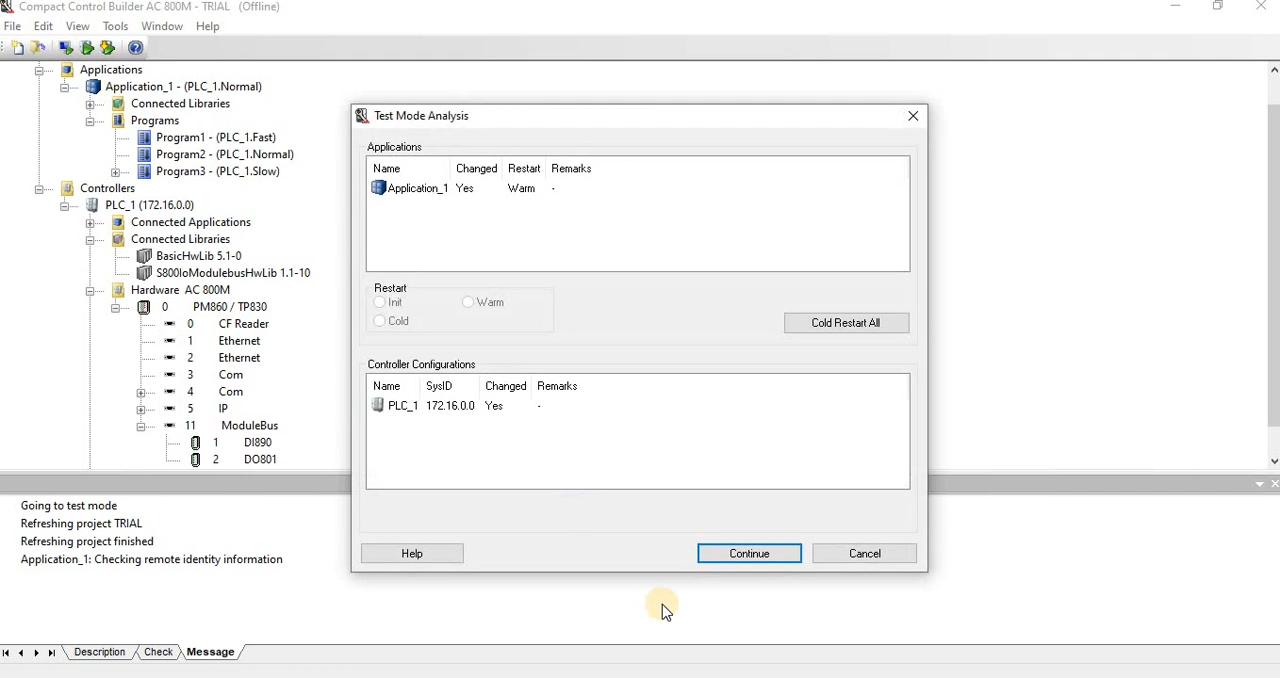 Compact Control Builder AC 800M - TRIAL (Offline)
File Edit View Tools Window Help
Applications
Application_1 - (PLC_1.Normal)
Connected Libraries
Programs
Program1 - (PLC_1.Fast)
Program2 - (PLC_1.Normal)
Program3 - (PLC_1.Slow)
Controllers
PLC_1 (172.16.0.0)
Connected Applications
Connected Libraries
BasicHwLib 5.1-0
S800IoModulebusHwLib 1.1-10
Hardware AC 800M
0 PM860 / TP830
0 CF Reader
1 Ethernet
2 Ethernet
3 Com
4 Com
5 IP
11 ModuleBus
1 DI890
2 DO801
Test Mode Analysis
Applications
Name Changed Restart Remarks
Application_1 Yes Warm -
Restart
Init Warm
Cold
Cold Restart All
Controller Configurations
Name SysID Changed Remarks
PLC_1 172.16.0.0 Yes -
Help Continue Cancel
Going to test mode
Refreshing project TRIAL
Refreshing project finished
Application_1: Checking remote identity information
Description Check Message